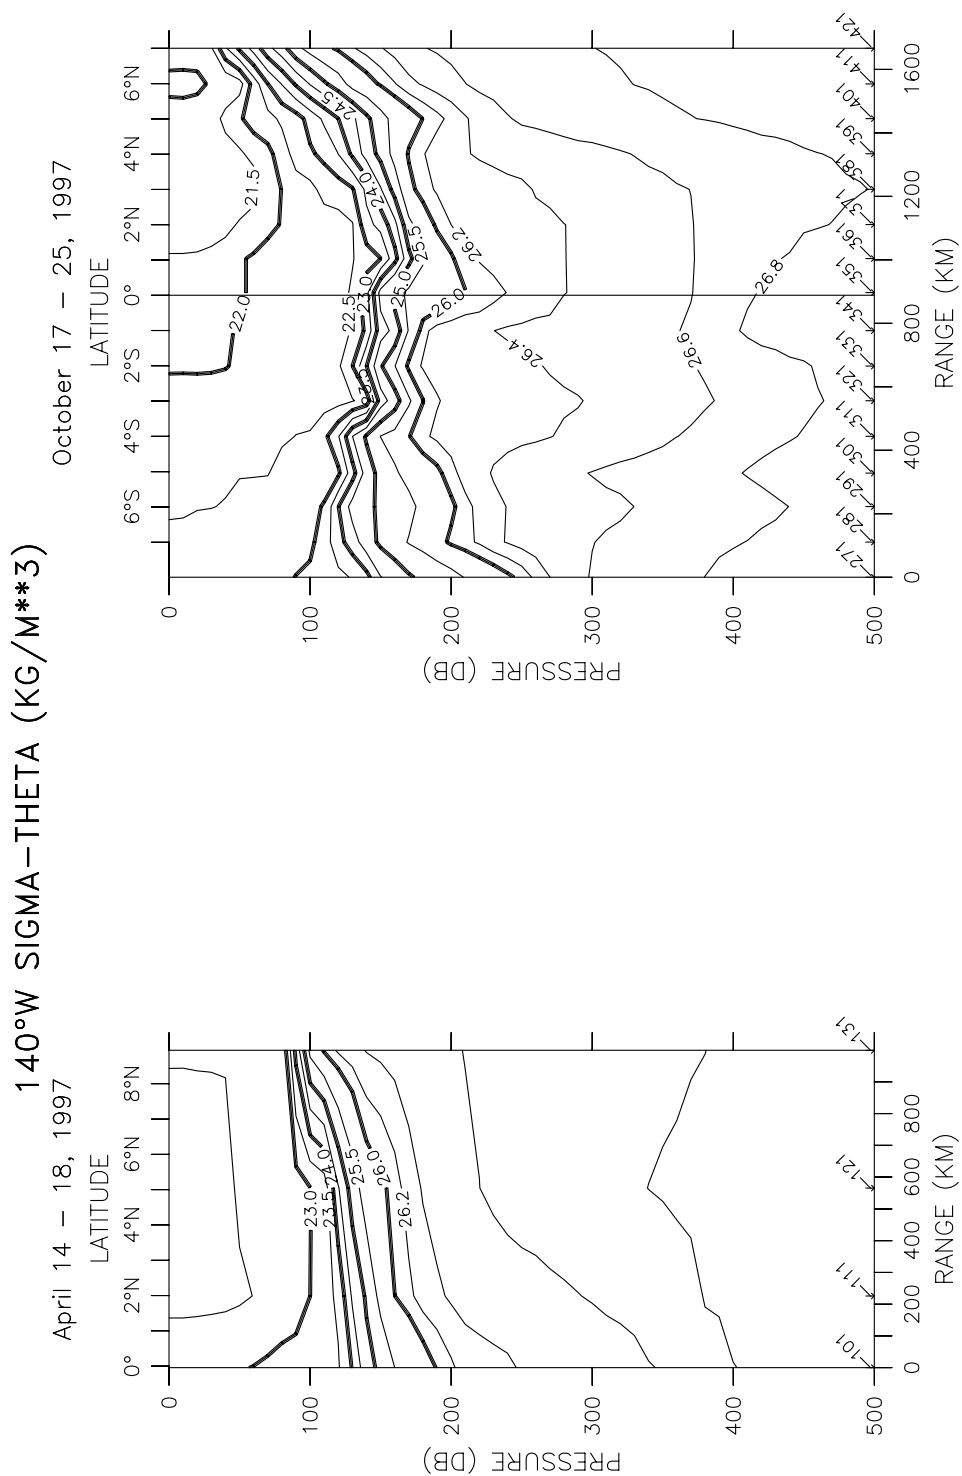 140°W SIGMA-THETA (KG/M**3)
April 14 - 18, 1997
LATITUDE
0° 2°N 4°N 6°N 8°N
0
100
200
300
400
500
PRESSURE (DB)
23.0
23.5
24.0
25.5
26.0
26.2
101 111 121 131
0 200 400 600 800
RANGE (KM)
October 17 - 25, 1997
LATITUDE
6°S 4°S 2°S 0° 2°N 4°N 6°N
0
100
200
300
400
500
PRESSURE (DB)
21.5
22.0
22.5
23.0
23.5
24.0
24.5
25.0
25.5
26.0
26.2
26.4
26.6
26.8
271 281 291 301 311 321 331 341 351 361 371 381 391 401 411 421
0 400 800 1200 1600
RANGE (KM)